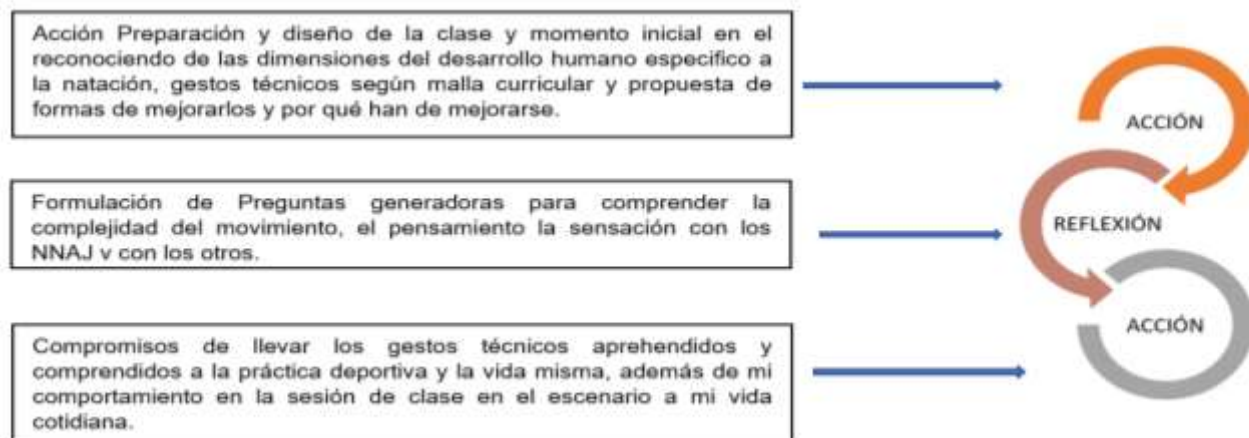 Acción Preparación y diseño de la clase y momento inicial en el
reconociendo de las dimensiones del desarrollo humano especifico a
la natación, gestos técnicos según malla curricular y propuesta de
formas de mejorarlos y por qué han de mejorarse.
ACCIÓN
Formulación de Preguntas generadoras para comprender la
complejidad del movimiento, el pensamiento la sensación con los
NNAJ v con los otros.
REFLEXIÓN
Compromisos de llevar los gestos técnicos aprehendidos y
comprendidos a la práctica deportiva y la vida misma, además de mi
comportamiento en la sesión de clase en el escenario a mi vida
cotidiana.
ACCIÓN